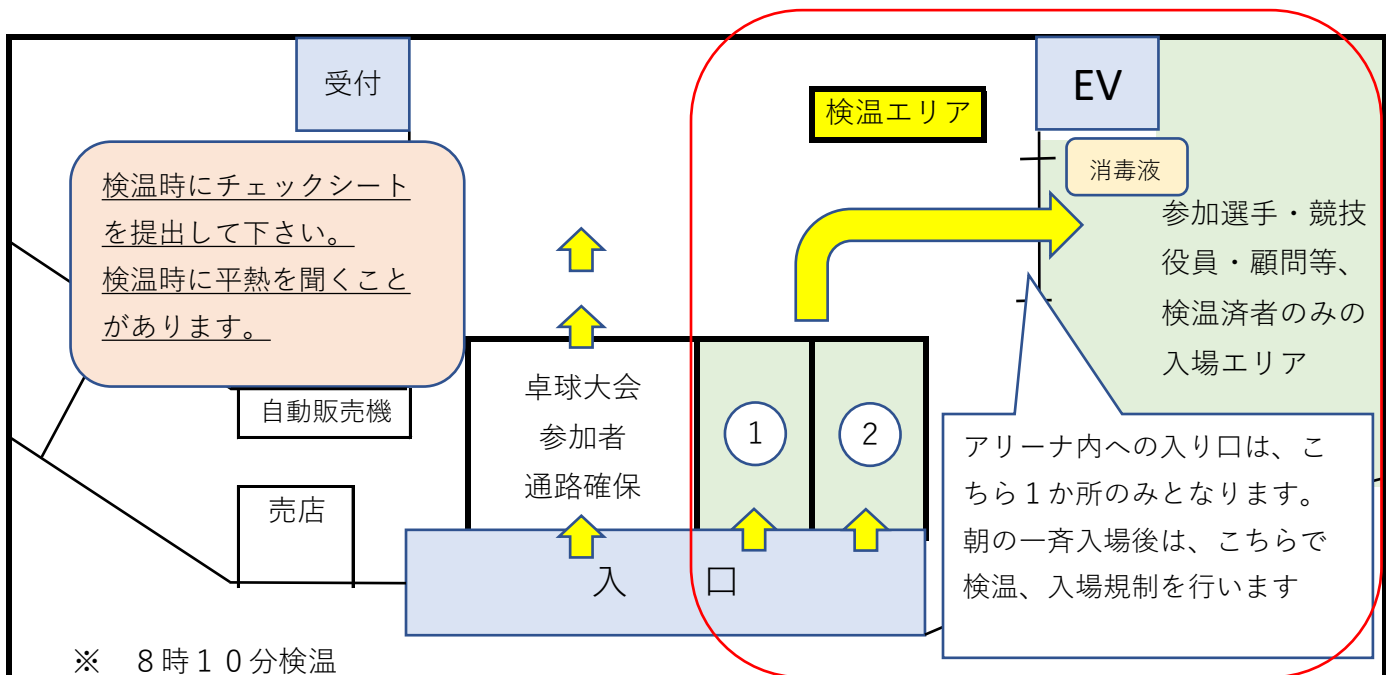 受付
EV
検温エリア
消毒液
検温時にチェックシート
を提出して下さい。
検温時に平熱を聞くこと
があります。
参加選手・競技
役員・顧問等、
検温済者のみの
入場エリア
自動販売機
卓球大会
参加者
通路確保
1
2
売店
アリーナ内への入り口は、こ
ちら１か所のみとなります。
朝の一斉入場後は、こちらで
検温、入場規制を行います
入　口
※　８時１０分検温